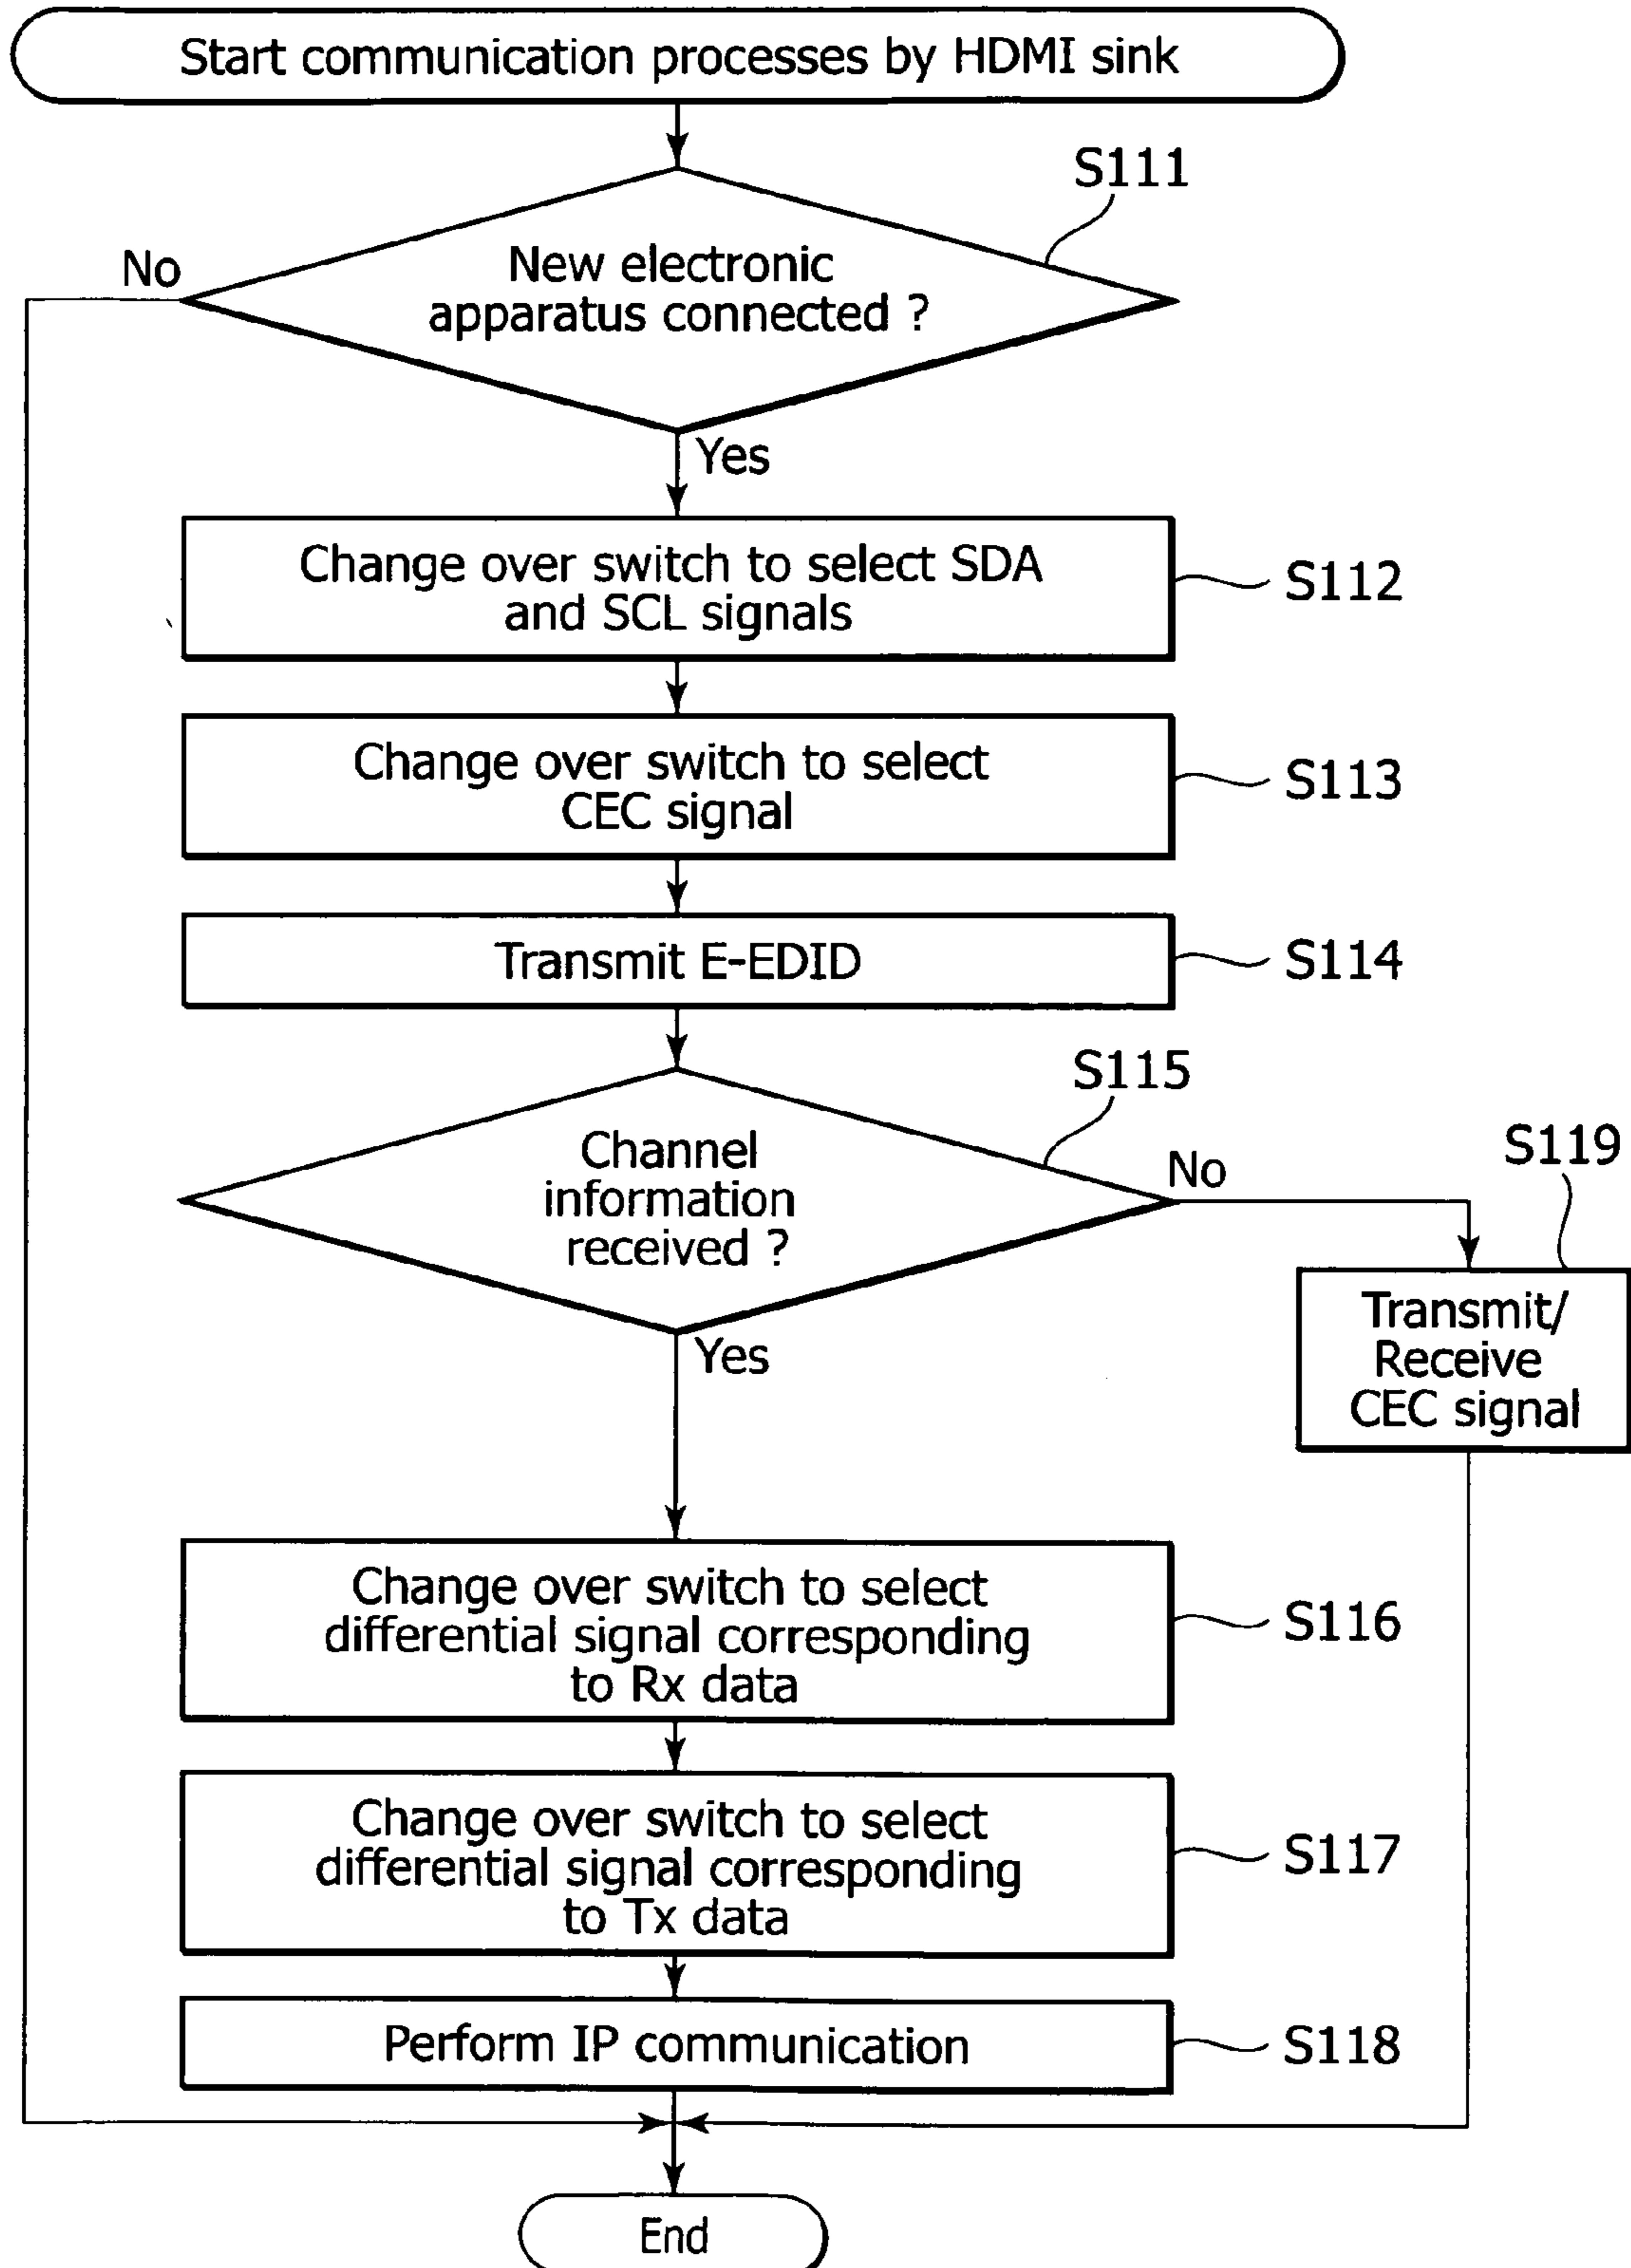 Start communication processes by HDMI sink
S111
No
New electronic
apparatus connected ?
Yes
Change over switch to select SDA
and SCL signals
S112
Change over switch to select
CEC signal
S113
Transmit E-EDID
S114
S115
Channel
information
received ?
No
S119
Yes
Transmit/
Receive
CEC signal
Change over switch to select
differential signal corresponding
to Rx data
S116
Change over switch to select
differential signal corresponding
to Tx data
S117
Perform IP communication
S118
End